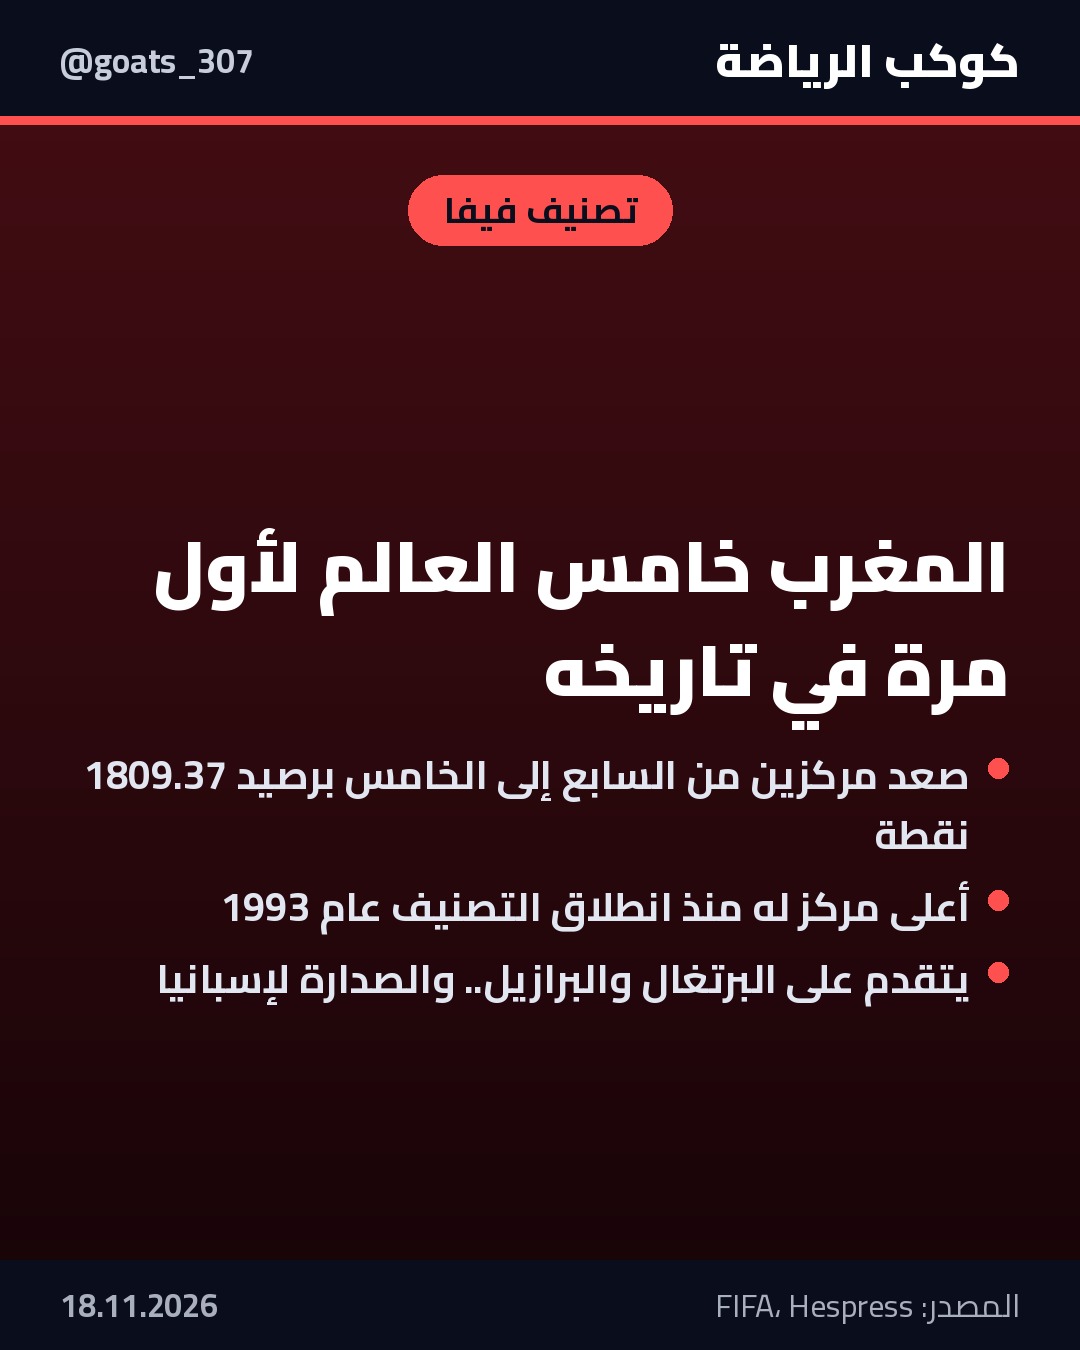 كوكب الرياضة
@goats_307
تصنيف فيفا
المغرب خامس العالم لأول
مرة في تاريخه
صعد مركزين من السابع إلى الخامس برصيد 1809.37
نقطة
أعلى مركز له منذ انطلاق التصنيف عام 1993
يتقدم على البرتغال والبرازيل.. والصدارة لإسبانيا
المصدر: FIFA، Hespress
18.11.2026